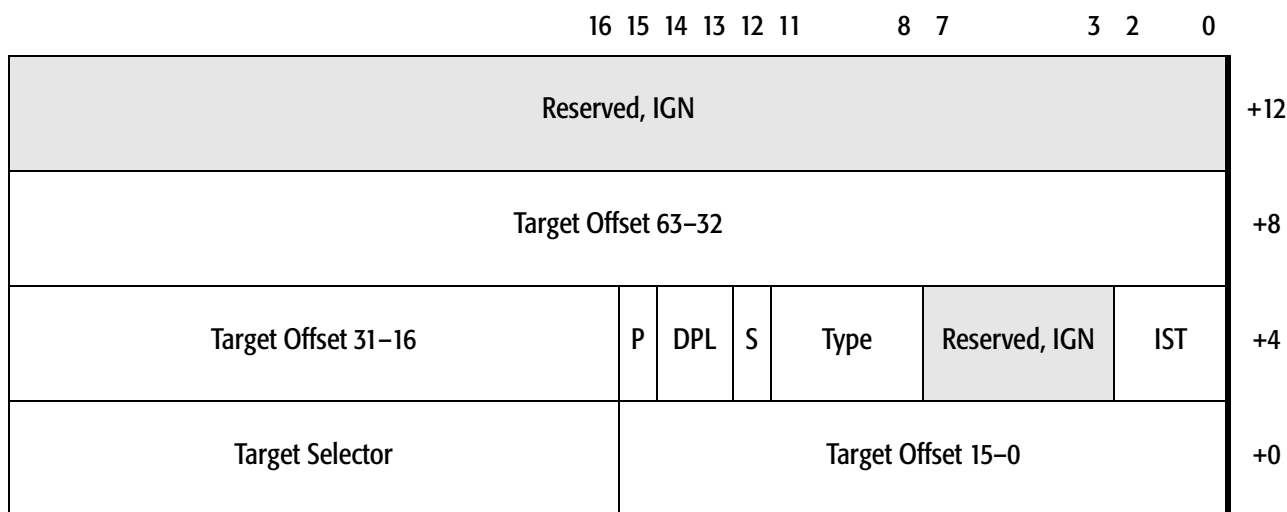 16 15 14 13 12 11 8 7 3 2 0
Reserved, IGN +12
Target Offset 63–32 +8
Target Offset 31–16 P DPL S Type Reserved, IGN IST +4
Target Selector Target Offset 15–0 +0